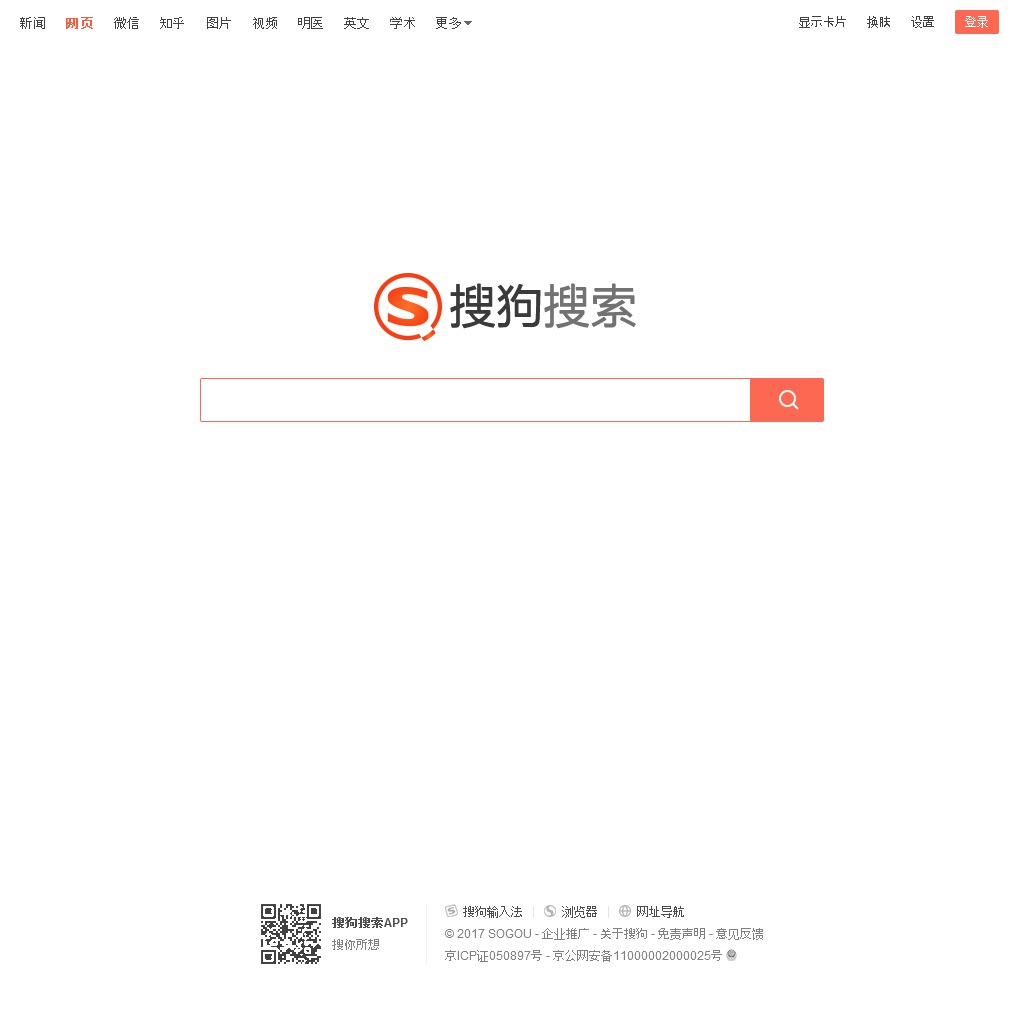 新闻 网页 微信 知乎 图片 视频 明医 英文 学术 更多 显示卡片 换肤 设置 登录
搜狗搜索
搜狗搜索APP
搜你所想
搜狗输入法 浏览器 网址导航
© 2017 SOGOU - 企业推广 - 关于搜狗 - 免责声明 - 意见反馈
京ICP证050897号 - 京公网安备11000002000025号